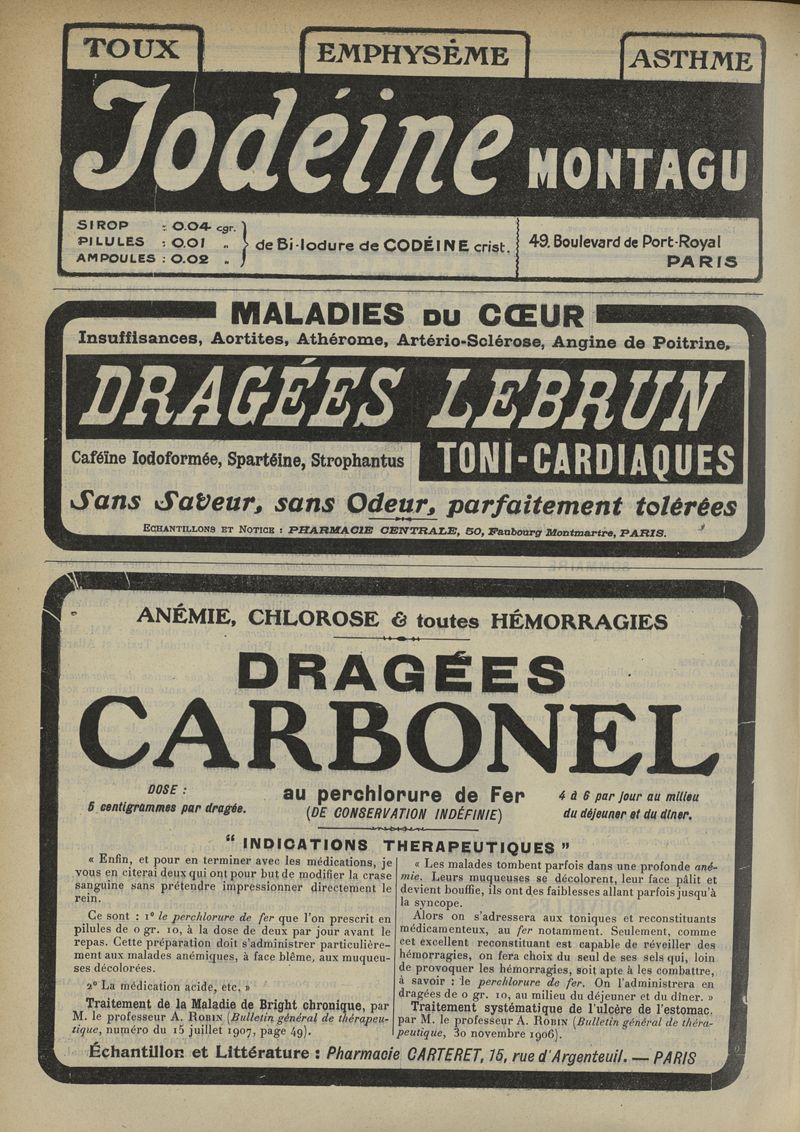 TOUX
EMPHYSÈME
ASTHME
Iodéine MONTAGU
SIROP : 0.04 cgr.
PILULES : 0.01 „
AMPOULES : 0.02 „
de Bi-Iodure de CODÉINE crist.
49, Boulevard de Port-Royal
PARIS
MALADIES DU CŒUR
Insuffisances, Aortites, Athérome, Artério-Sclérose, Angine de Poitrine,
DRAGÉES LEBRUN
Caféïne Iodoformée, Spartéine, Strophantus
TONI-CARDIAQUES
Sans Saveur, sans Odeur, parfaitement tolérées
ECHANTILLONS ET NOTICE : PHARMACIE CENTRALE, 50, Faubourg Montmartre, PARIS.
ANÉMIE, CHLOROSE & toutes HÉMORRAGIES
DRAGÉES
CARBONEL
DOSE :
5 centigrammes par dragée.
au perchlorure de Fer
(DE CONSERVATION INDÉFINIE)
4 à 6 par jour au milieu
du déjeuner et du dîner.
“ INDICATIONS THERAPEUTIQUES ”
« Enfin, et pour en terminer avec les médications, je
vous en citerai deux qui ont pour but de modifier la crase
sanguine sans prétendre impressionner directement le
rein.
Ce sont : 1° le perchlorure de fer que l'on prescrit en
pilules de 0 gr. 10, à la dose de deux par jour avant le
repas. Cette préparation doit s'administrer particulière-
ment aux malades anémiques, à face blême, aux muqueu-
ses décolorées.
2° La médication acide, etc. »
Traitement de la Maladie de Bright chronique, par
M. le professeur A. ROBIN (Bulletin général de thérapeu-
tique, numéro du 15 juillet 1907, page 49).
« Les malades tombent parfois dans une profonde ané-
mie. Leurs muqueuses se décolorent, leur face pâlit et
devient bouffie, ils ont des faiblesses allant parfois jusqu'à
la syncope.
Alors on s'adressera aux toniques et reconstituants
médicamenteux, au fer notamment. Seulement, comme
cet excellent reconstituant est capable de réveiller des
hémorragies, on fera choix du seul de ses sels qui, loin
de provoquer les hémorragies, soit apte à les combattre,
à savoir : le perchlorure de fer. On l'administrera en
dragées de 0 gr. 10, au milieu du déjeuner et du dîner. »
Traitement systématique de l'ulcère de l'estomac,
par M. le professeur A. ROBIN (Bulletin général de théra-
peutique, 30 novembre 1906).
Échantillon et Littérature : Pharmacie CARTERET, 15, rue d'Argenteuil. — PARIS